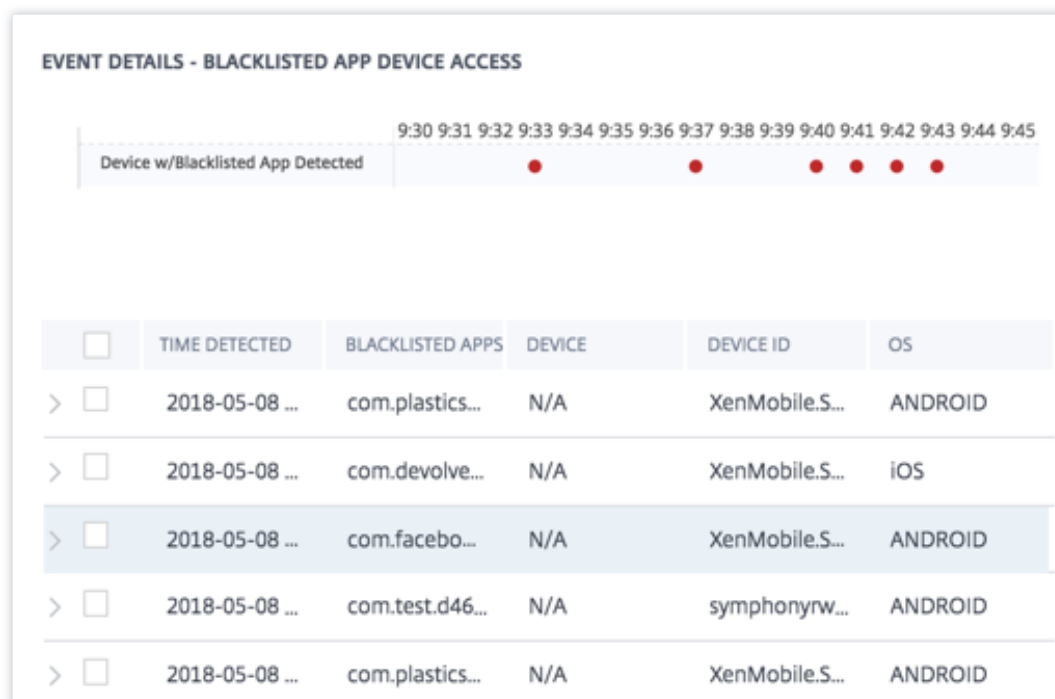 EVENT DETAILS - BLACKLISTED APP DEVICE ACCESS
9:30 9:31 9:32 9:33 9:34 9:35 9:36 9:37 9:38 9:39 9:40 9:41 9:42 9:43 9:44 9:45
Device w/Blacklisted App Detected
TIME DETECTED BLACKLISTED APPS DEVICE DEVICE ID OS
2018-05-08 ... com.plastics... N/A XenMobile.S... ANDROID
2018-05-08 ... com.devolve... N/A XenMobile.S... iOS
2018-05-08 ... com.facebo... N/A XenMobile.S... ANDROID
2018-05-08 ... com.test.d46... N/A symphonyrw... ANDROID
2018-05-08 ... com.plastics... N/A XenMobile.S... ANDROID